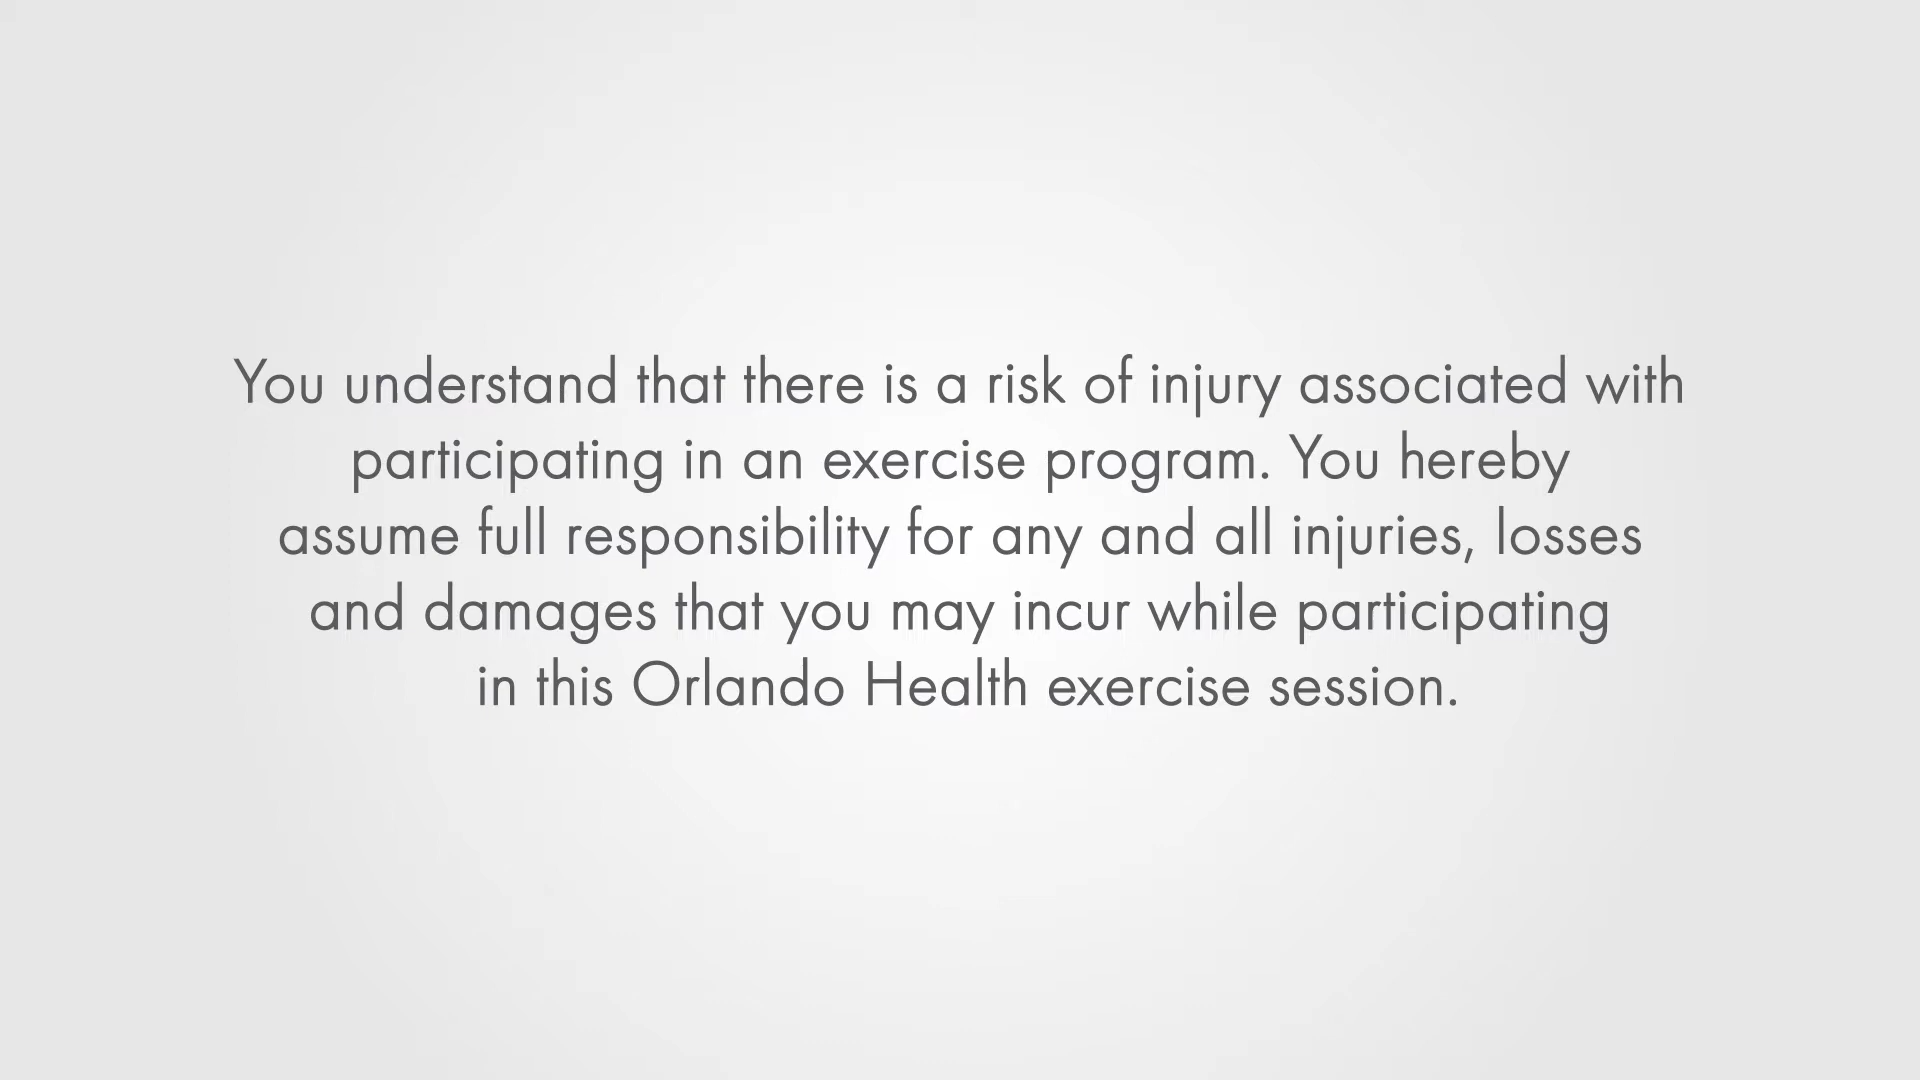 You understand that there is a risk of injury associated with
participating in an exercise program. You hereby
assume full responsibility for any and all injuries, losses
and damages that you may incur while participating
in this Orlando Health exercise session.